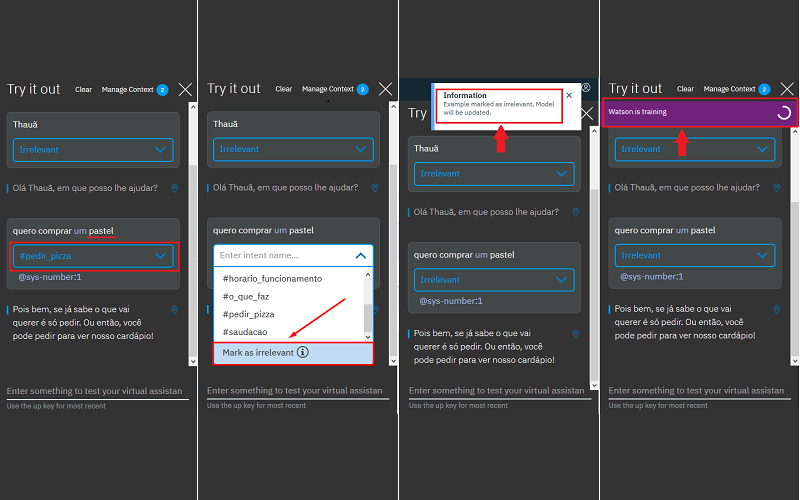 Try it out
Clear
Manage Context 2
Thauã
Irrelevant
Olá Thauã, em que posso lhe ajudar?
quero comprar um pastel
#pedir_pizza
@sys-number:1
Pois bem, se já sabe o que vai
querer é só pedir. Ou então, você
pode pedir para ver nosso cardápio!
Enter something to test your virtual assistan
Use the up key for most recent
Try it out
Clear
Manage Context 2
Thauã
Irrelevant
Olá Thauã, em que posso lhe ajudar?
quero comprar um pastel
Enter intent name...
#horario_funcionamento
#o_que_faz
#pedir_pizza
#saudacao
Mark as irrelevant
Enter something to test your virtual assistan
Use the up key for most recent
Information
Example marked as irrelevant. Model
will be updated.
Try
Thauã
Irrelevant
Olá Thauã, em que posso lhe ajudar?
quero comprar um pastel
Irrelevant
@sys-number:1
Pois bem, se já sabe o que vai
querer é só pedir. Ou então, você
pode pedir para ver nosso cardápio!
Enter something to test your virtual assistan
Use the up key for most recent
Try it out
Clear
Manage Context 2
Watson is training
Irrelevant
Olá Thauã, em que posso lhe ajudar?
quero comprar um pastel
Irrelevant
@sys-number:1
Pois bem, se já sabe o que vai
querer é só pedir. Ou então, você
pode pedir para ver nosso cardápio!
Enter something to test your virtual assistan
Use the up key for most recent